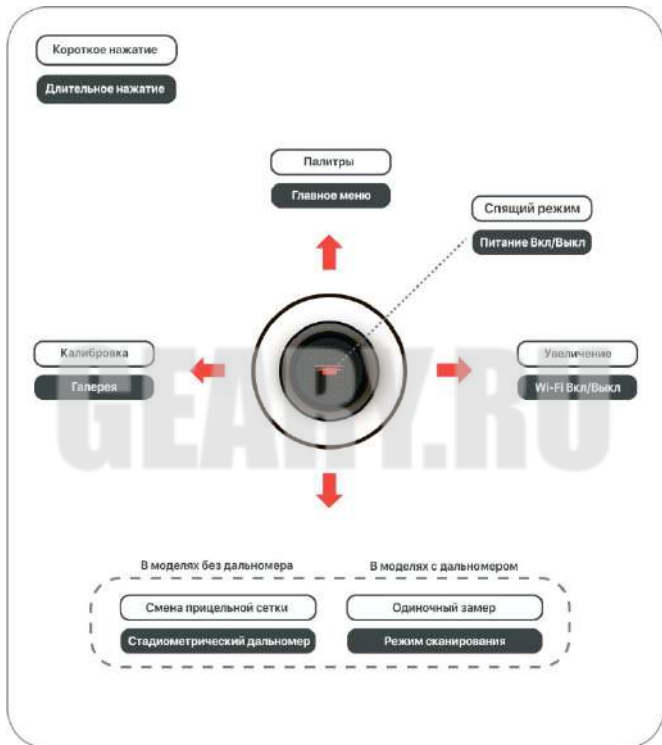 Короткое нажатие
Длительное нажатие
Палитры
Главное меню
Спящий режим
Питание Вкл/Выкл
Калибровка
Галерея
Увеличение
Wi-Fi Вкл/Выкл
GEARY.RU
В моделях без дальномера
В моделях с дальномером
Смена прицельной сетки
Одиночный замер
Стадиометрический дальномер
Режим сканирования